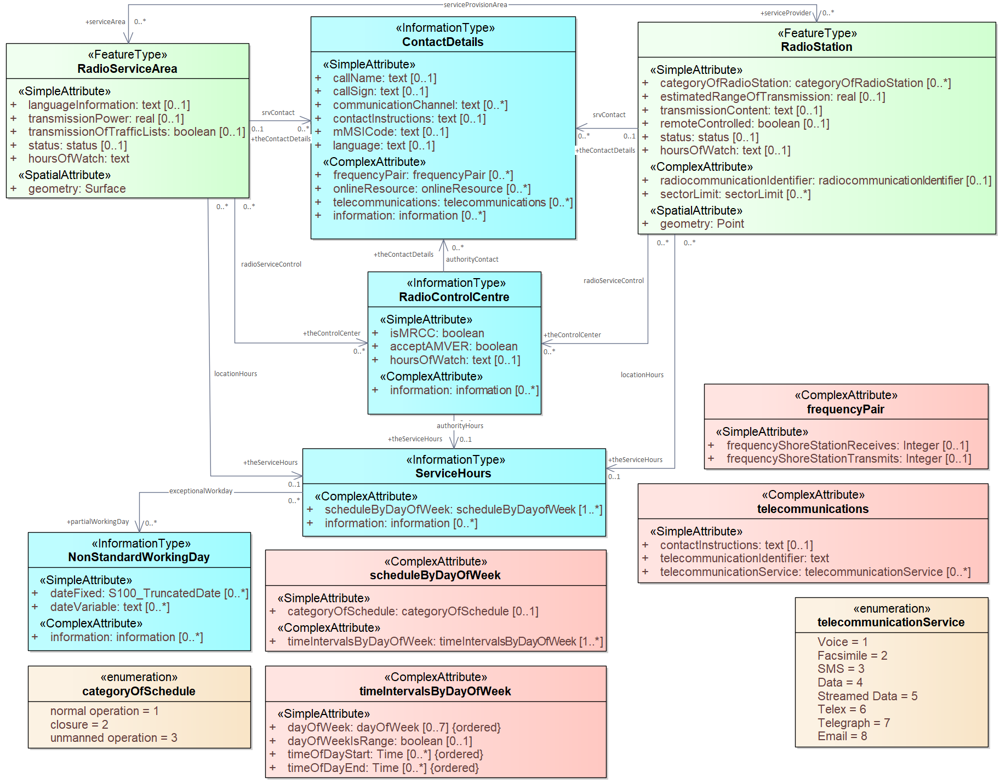 serviceProvisionArea
+serviceArea 0..*
+serviceProvider 0..*
«FeatureType»
RadioServiceArea
«SimpleAttribute»
+ languageInformation: text [0..1]
+ transmissionPower: real [0..1]
+ transmissionOfTrafficLists: boolean [0..1]
+ status: status [0..1]
+ hoursOfWatch: text
«SpatialAttribute»
+ geometry: Surface
srvContact
0..1 0..*
+theContactDetails
«InformationType»
ContactDetails
«SimpleAttribute»
+ callName: text [0..1]
+ callSign: text [0..1]
+ communicationChannel: text [0..*]
+ contactInstructions: text [0..1]
+ mMSICode: text [0..1]
+ language: text [0..1]
«ComplexAttribute»
+ frequencyPair: frequencyPair [0..*]
+ onlineResource: onlineResource [0..*]
+ telecommunications: telecommunications [0..*]
+ information: information [0..*]
srvContact
0..* 0..1
+theContactDetails
«FeatureType»
RadioStation
«SimpleAttribute»
+ categoryOfRadioStation: categoryOfRadioStation [0..*]
+ estimatedRangeOfTransmission: real [0..1]
+ transmissionContent: text [0..1]
+ remoteControlled: boolean [0..1]
+ status: status [0..1]
+ hoursOfWatch: text [0..1]
«ComplexAttribute»
+ radiocommunicationIdentifier: radiocommunicationIdentifier [0..1]
+ sectorLimit: sectorLimit [0..*]
«SpatialAttribute»
+ geometry: Point
0..* 0..*
0..* 0..*
0..*
+theContactDetails
authorityContact
radioServiceControl
radioServiceControl
«InformationType»
RadioControlCentre
«SimpleAttribute»
+ isMRCC: boolean
+ acceptAMVER: boolean
+ hoursOfWatch: text [0..1]
«ComplexAttribute»
+ information: information [0..*]
+theControlCenter
0..*
+theControlCenter
0..*
locationHours
locationHours
authorityHours
+theServiceHours 0..1
+theServiceHours
0..1
+theServiceHours
0..1
«InformationType»
ServiceHours
«ComplexAttribute»
+ scheduleByDayOfWeek: scheduleByDayofWeek [1..*]
+ information: information [0..*]
exceptionalWorkday
0..*
+partialWorkingDay 0..*
«ComplexAttribute»
frequencyPair
«SimpleAttribute»
+ frequencyShoreStationReceives: Integer [0..1]
+ frequencyShoreStationTransmits: Integer [0..1]
«ComplexAttribute»
telecommunications
«SimpleAttribute»
+ contactInstructions: text [0..1]
+ telecommunicationIdentifier: text
+ telecommunicationService: telecommunicationService [0..*]
«InformationType»
NonStandardWorkingDay
«SimpleAttribute»
+ dateFixed: S100_TruncatedDate [0..*]
+ dateVariable: text [0..*]
«ComplexAttribute»
+ information: information [0..*]
«ComplexAttribute»
scheduleByDayOfWeek
«SimpleAttribute»
+ categoryOfSchedule: categoryOfSchedule [0..1]
«ComplexAttribute»
+ timeIntervalsByDayOfWeek: timeIntervalsByDayOfWeek [1..*]
«enumeration»
telecommunicationService
Voice = 1
Facsimile = 2
SMS = 3
Data = 4
Streamed Data = 5
Telex = 6
Telegraph = 7
Email = 8
«enumeration»
categoryOfSchedule
normal operation = 1
closure = 2
unmanned operation = 3
«ComplexAttribute»
timeIntervalsByDayOfWeek
«SimpleAttribute»
+ dayOfWeek: dayOfWeek [0..7] {ordered}
+ dayOfWeekIsRange: boolean [0..1]
+ timeOfDayStart: Time [0..*] {ordered}
+ timeOfDayEnd: Time [0..*] {ordered}